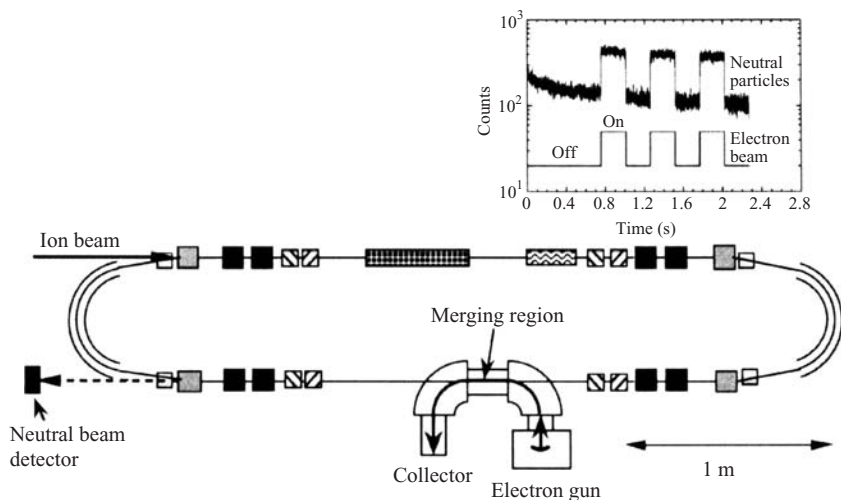 10³
Neutral
particles
Counts
10²
On
Electron
beam
Off
10¹
0 0.4 0.8 1.2 1.6 2 2.4 2.8
Time (s)
Ion beam
Merging region
Neutral beam
detector
Collector
Electron gun
1 m